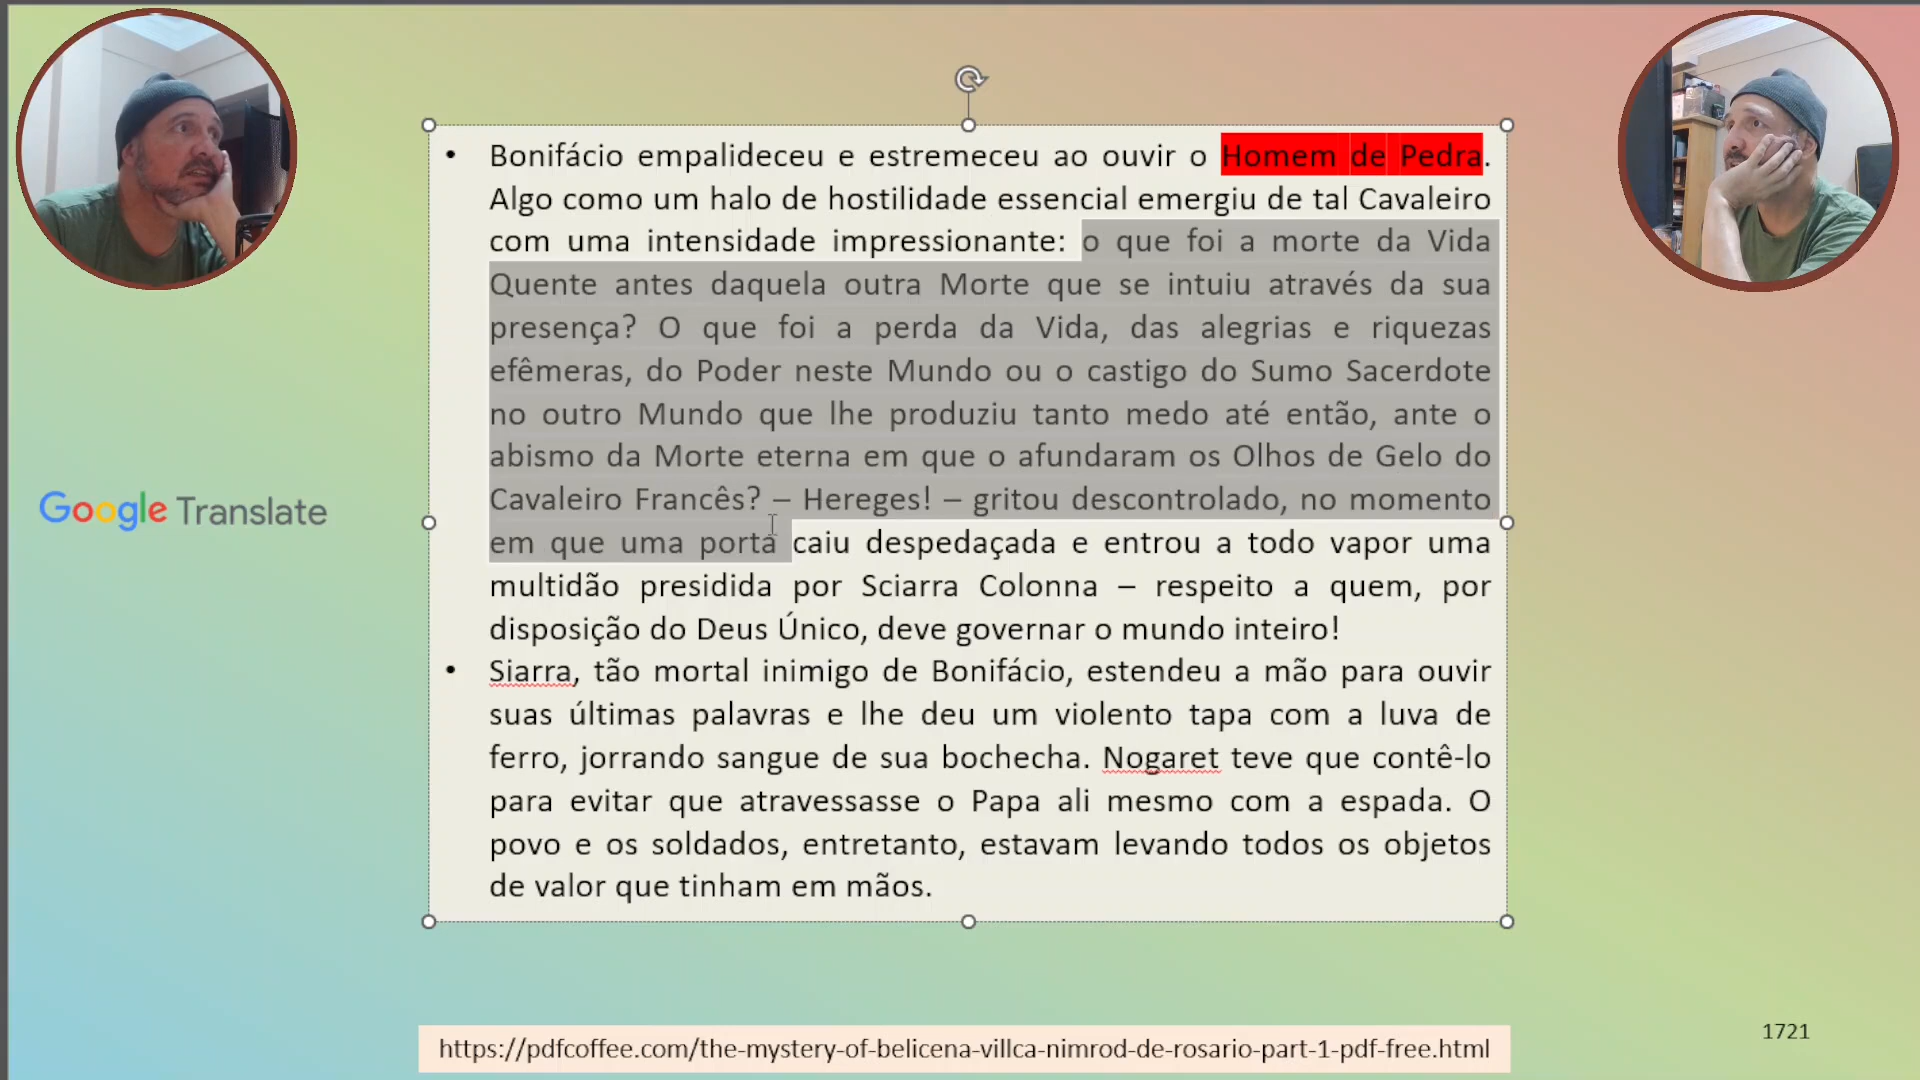 • Bonifácio empalideceu e estremeceu ao ouvir o Homem de Pedra.
Algo como um halo de hostilidade essencial emergiu de tal Cavaleiro
com uma intensidade impressionante: o que foi a morte da Vida
Quente antes daquela outra Morte que se intuiu através da sua
presença? O que foi a perda da Vida, das alegrias e riquezas
efêmeras, do Poder neste Mundo ou o castigo do Sumo Sacerdote
no outro Mundo que lhe produziu tanto medo até então, ante o
abismo da Morte eterna em que o afundaram os Olhos de Gelo do
Cavaleiro Francês? – Hereges! – gritou descontrolado, no momento
em que uma porta caiu despedaçada e entrou a todo vapor uma
multidão presidida por Sciarra Colonna – respeito a quem, por
disposição do Deus Único, deve governar o mundo inteiro!
• Siarra, tão mortal inimigo de Bonifácio, estendeu a mão para ouvir
suas últimas palavras e lhe deu um violento tapa com a luva de
ferro, jorrando sangue de sua bochecha. Nogaret teve que contê-lo
para evitar que atravessasse o Papa ali mesmo com a espada. O
povo e os soldados, entretanto, estavam levando todos os objetos
de valor que tinham em mãos.
Google Translate
1721
https://pdfcoffee.com/the-mystery-of-belicena-villca-nimrod-de-rosario-part-1-pdf-free.html